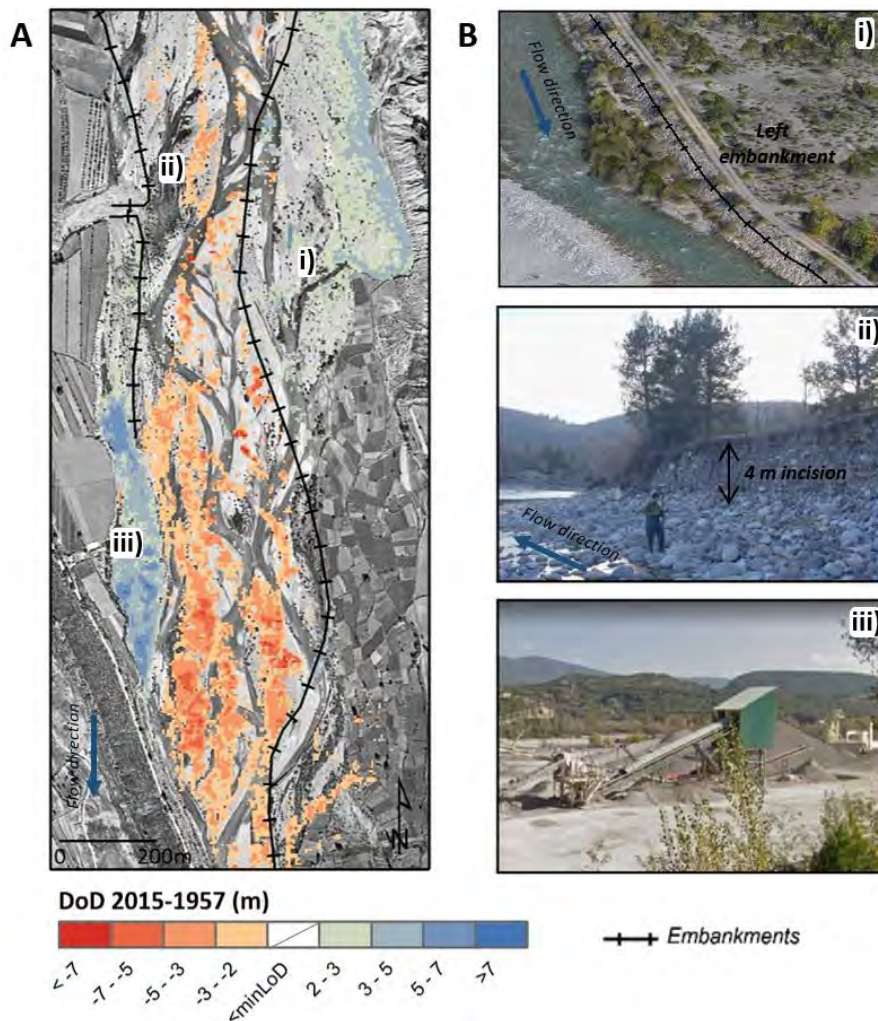 A
ii)
i)
iii)
Flow direction
0
200m
N
B
i)
Flow direction
Left
embankment
ii)
4 m incision
Flow direction
iii)
DoD 2015-1957 (m)
< -7
-7 - -5
-5 - -3
-3 - -2
<minLoD
2 - 3
3 - 5
5 - 7
>7
Embankments